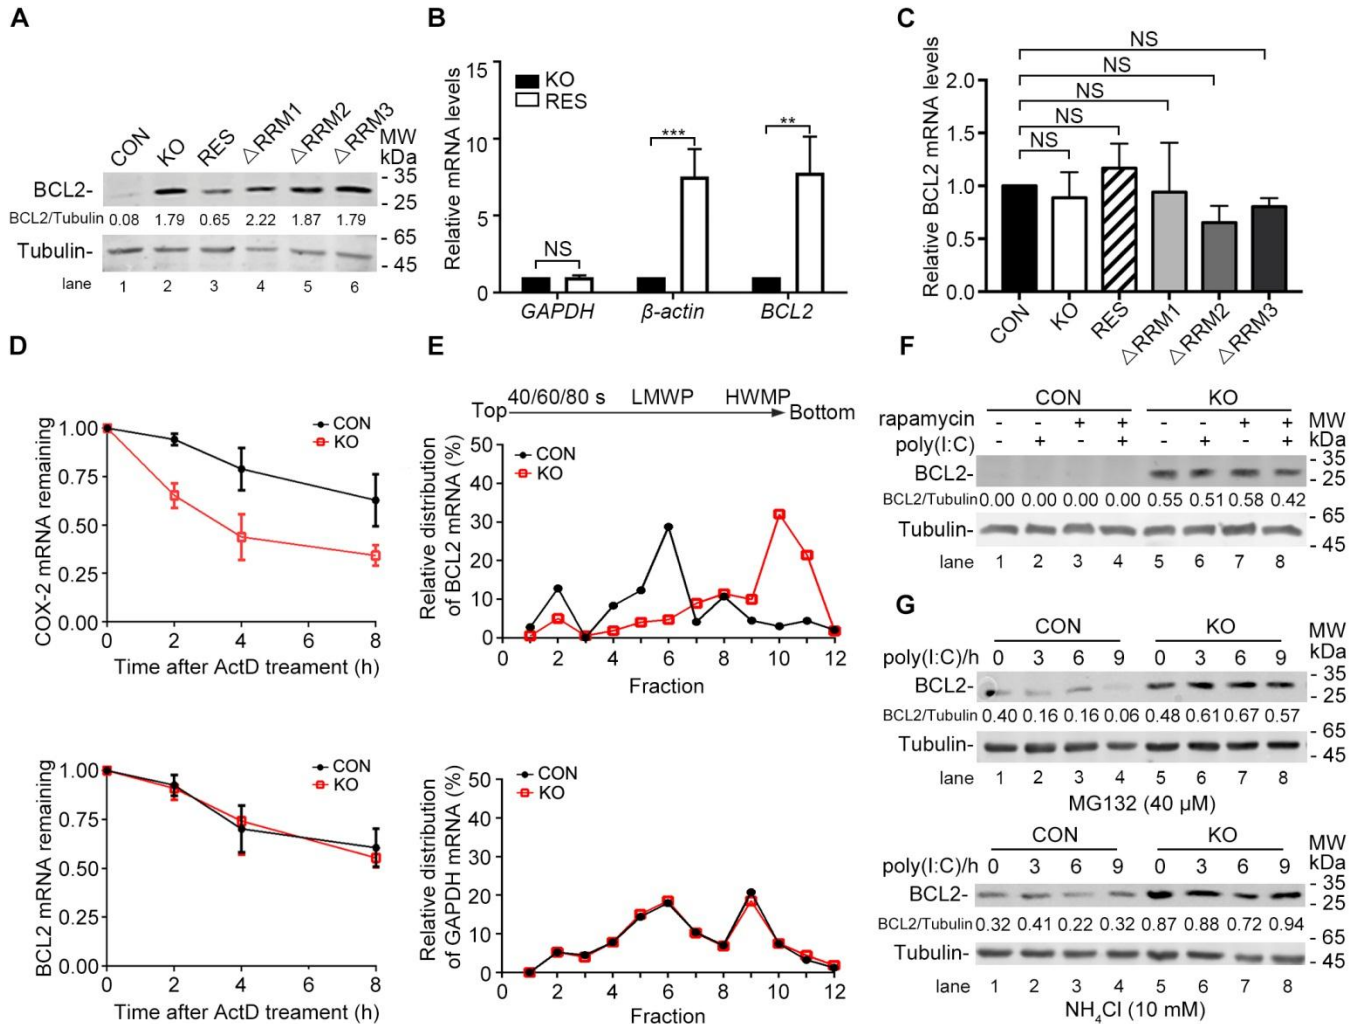 A
CON KO RES △RRM1 △RRM2 △RRM3 MW kDa
BCL2- - 35
- 25
BCL2/Tubulin 0.08 1.79 0.65 2.22 1.87 1.79
Tubulin- - 65
- 45
lane 1 2 3 4 5 6
B
Relative mRNA levels
15
10
5
0
KO
RES
NS *** **
GAPDH β-actin BCL2
C
Relative BCL2 mRNA levels
2.0
1.5
1.0
0.5
0.0
NS
NS
NS
NS
NS
CON KO RES △RRM1 △RRM2 △RRM3
D
COX-2 mRNA remaining
1.00
0.75
0.50
0.25
0.00
CON
KO
0 2 4 6 8
Time after ActD treament (h)
BCL2 mRNA remaining
1.00
0.75
0.50
0.25
0.00
CON
KO
0 2 4 6 8
Time after ActD treament (h)
E
40/60/80 s LMWP HWMP
Top Bottom
Relative distribution
of BCL2 mRNA (%)
50
40
30
20
10
0
CON
KO
0 2 4 6 8 10 12
Fraction
Relative distribution
of GAPDH mRNA (%)
50
40
30
20
10
0
CON
KO
0 2 4 6 8 10 12
Fraction
F
CON KO
rapamycin - - + + - - + + MW
poly(I:C) - + - + - + - + kDa
BCL2- - 35
- 25
BCL2/Tubulin 0.00 0.00 0.00 0.00 0.55 0.51 0.58 0.42
Tubulin- - 65
- 45
lane 1 2 3 4 5 6 7 8
G
CON KO MW
poly(I:C)/h 0 3 6 9 0 3 6 9 kDa
BCL2- - 35
- 25
BCL2/Tubulin 0.40 0.16 0.16 0.06 0.48 0.61 0.67 0.57
Tubulin- - 65
- 45
lane 1 2 3 4 5 6 7 8
MG132 (40 μM)
CON KO MW
poly(I:C)/h 0 3 6 9 0 3 6 9 kDa
BCL2- - 35
- 25
BCL2/Tubulin 0.32 0.41 0.22 0.32 0.87 0.88 0.72 0.94
Tubulin- - 65
- 45
lane 1 2 3 4 5 6 7 8
NH₄Cl (10 mM)